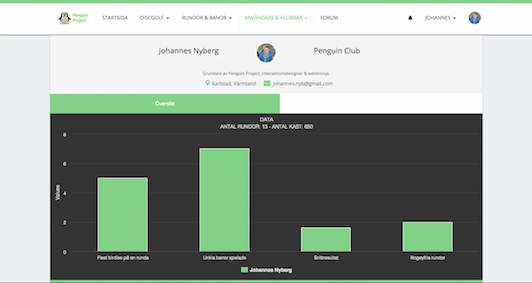 Penguin
Project
STARTSIDA
DISCGOLF
RUNDOR & BANOR
ANVÄNDARE & KLUBBAR
FORUM
JOHANNES
Johannes Nyberg
Penguin Club
Grundare av Penguin Project, Interaktionsdesigner & webbninja.
Karlstad, Värmland
johannes.nyb@gmail.com
Översikt
DATA
ANTAL RUNDOR: 13 - ANTAL KAST: 650
Values
8
6
4
2
0
Flest birdies på en runda
Unika banor spelade
Snittresultat
Bogeyfria rundor
Johannes Nyberg